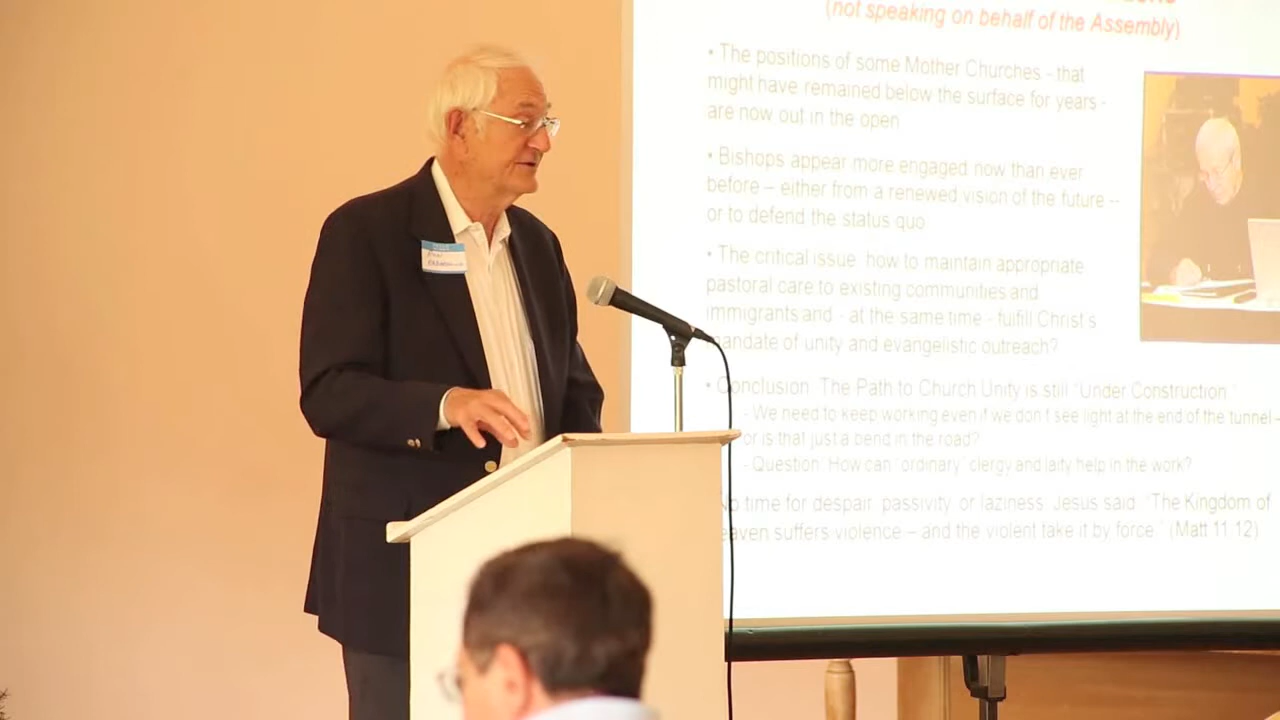 (not speaking on behalf of the Assembly)
• The positions of some Mother Churches - that
might have remained below the surface for years -
are now out in the open
• Bishops appear more engaged now than ever
before – either from a renewed vision of the future --
or to defend the status quo
• The critical issue: how to maintain appropriate
pastoral care to existing communities and
immigrants and - at the same time - fulfill Christ's
mandate of unity and evangelistic outreach?
• Conclusion: The Path to Church Unity is still "Under Construction."
- We need to keep working even if we don't see light at the end of the tunnel -
or is that just a bend in the road?
- Question: How can "ordinary" clergy and laity help in the work?
No time for despair, passivity, or laziness. Jesus said: "The Kingdom of
eaven suffers violence – and the violent take it by force." (Matt 11:12)